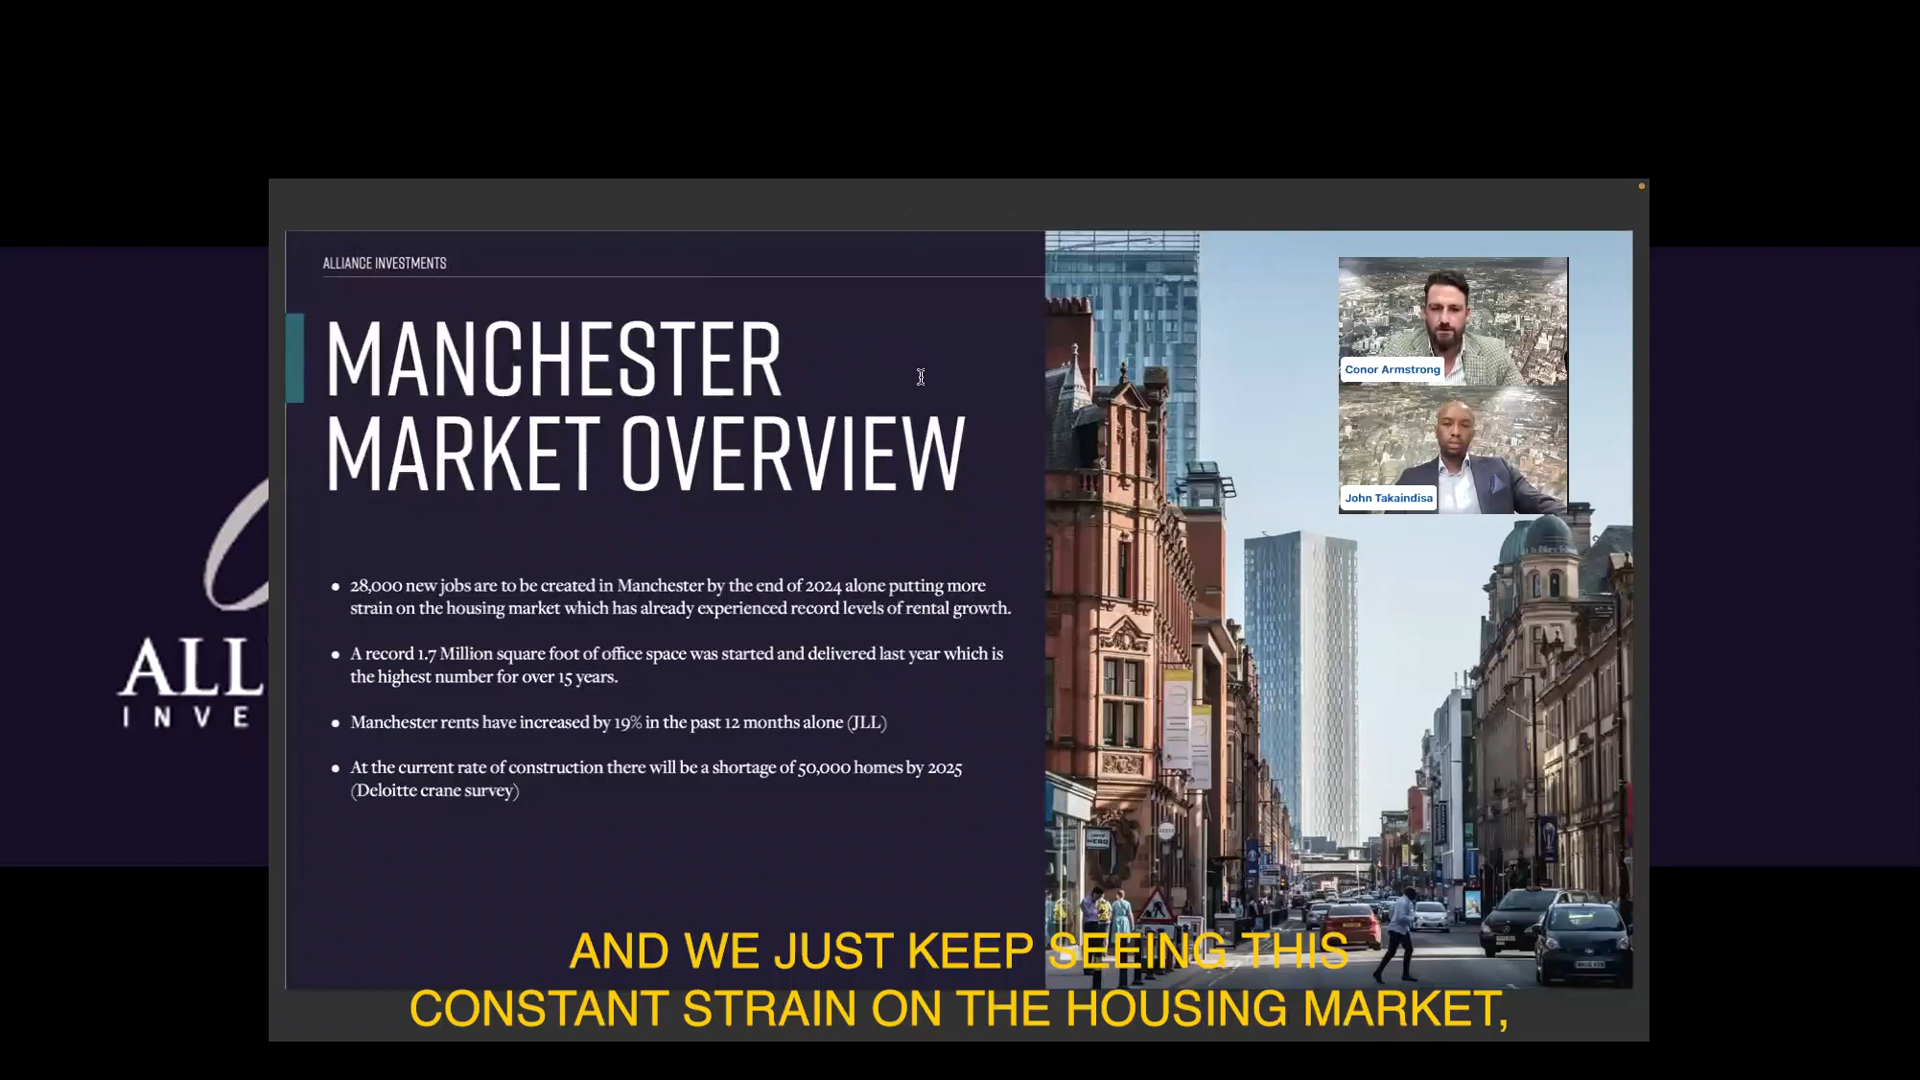 ALLIANCE INVESTMENTS
MANCHESTER
MARKET OVERVIEW
Conor Armstrong
John Takaindisa
● 28,000 new jobs are to be created in Manchester by the end of 2024 alone putting more
strain on the housing market which has already experienced record levels of rental growth.
● A record 1.7 Million square foot of office space was started and delivered last year which is
the highest number for over 15 years.
● Manchester rents have increased by 19% in the past 12 months alone (JLL)
● At the current rate of construction there will be a shortage of 50,000 homes by 2025
(Deloitte crane survey)
ALL
INVE
AND WE JUST KEEP SEEING THIS
CONSTANT STRAIN ON THE HOUSING MARKET,